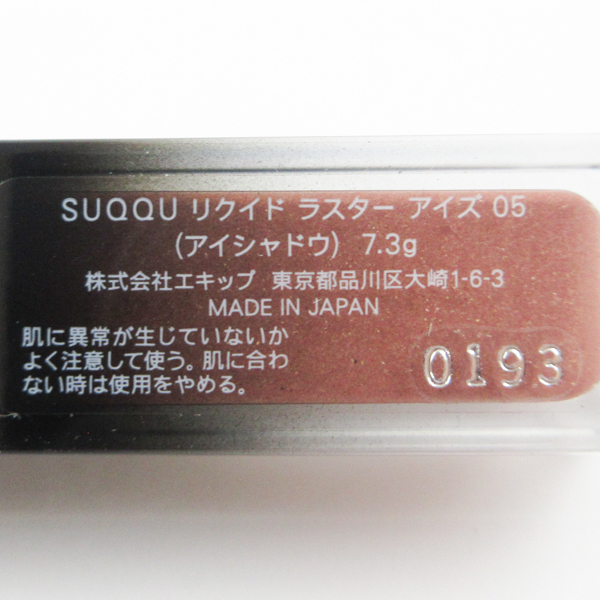 SUQQU リクイド ラスター アイズ 05
(アイシャドウ) 7.3g
株式会社エキップ 東京都品川区大崎1-6-3
MADE IN JAPAN
肌に異常が生じていないか
よく注意して使う。肌に合わ
ない時は使用をやめる。
0193